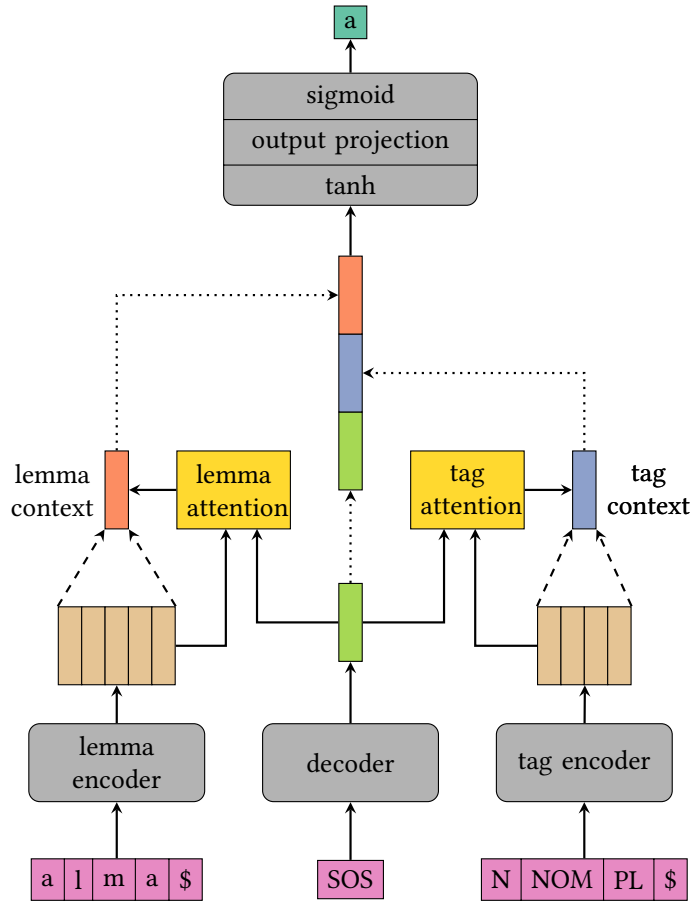 a
sigmoid
output projection
tanh
lemma
context
lemma
attention
tag
attention
tag
context
lemma
encoder
decoder
tag encoder
a l m a $
SOS
N NOM PL $